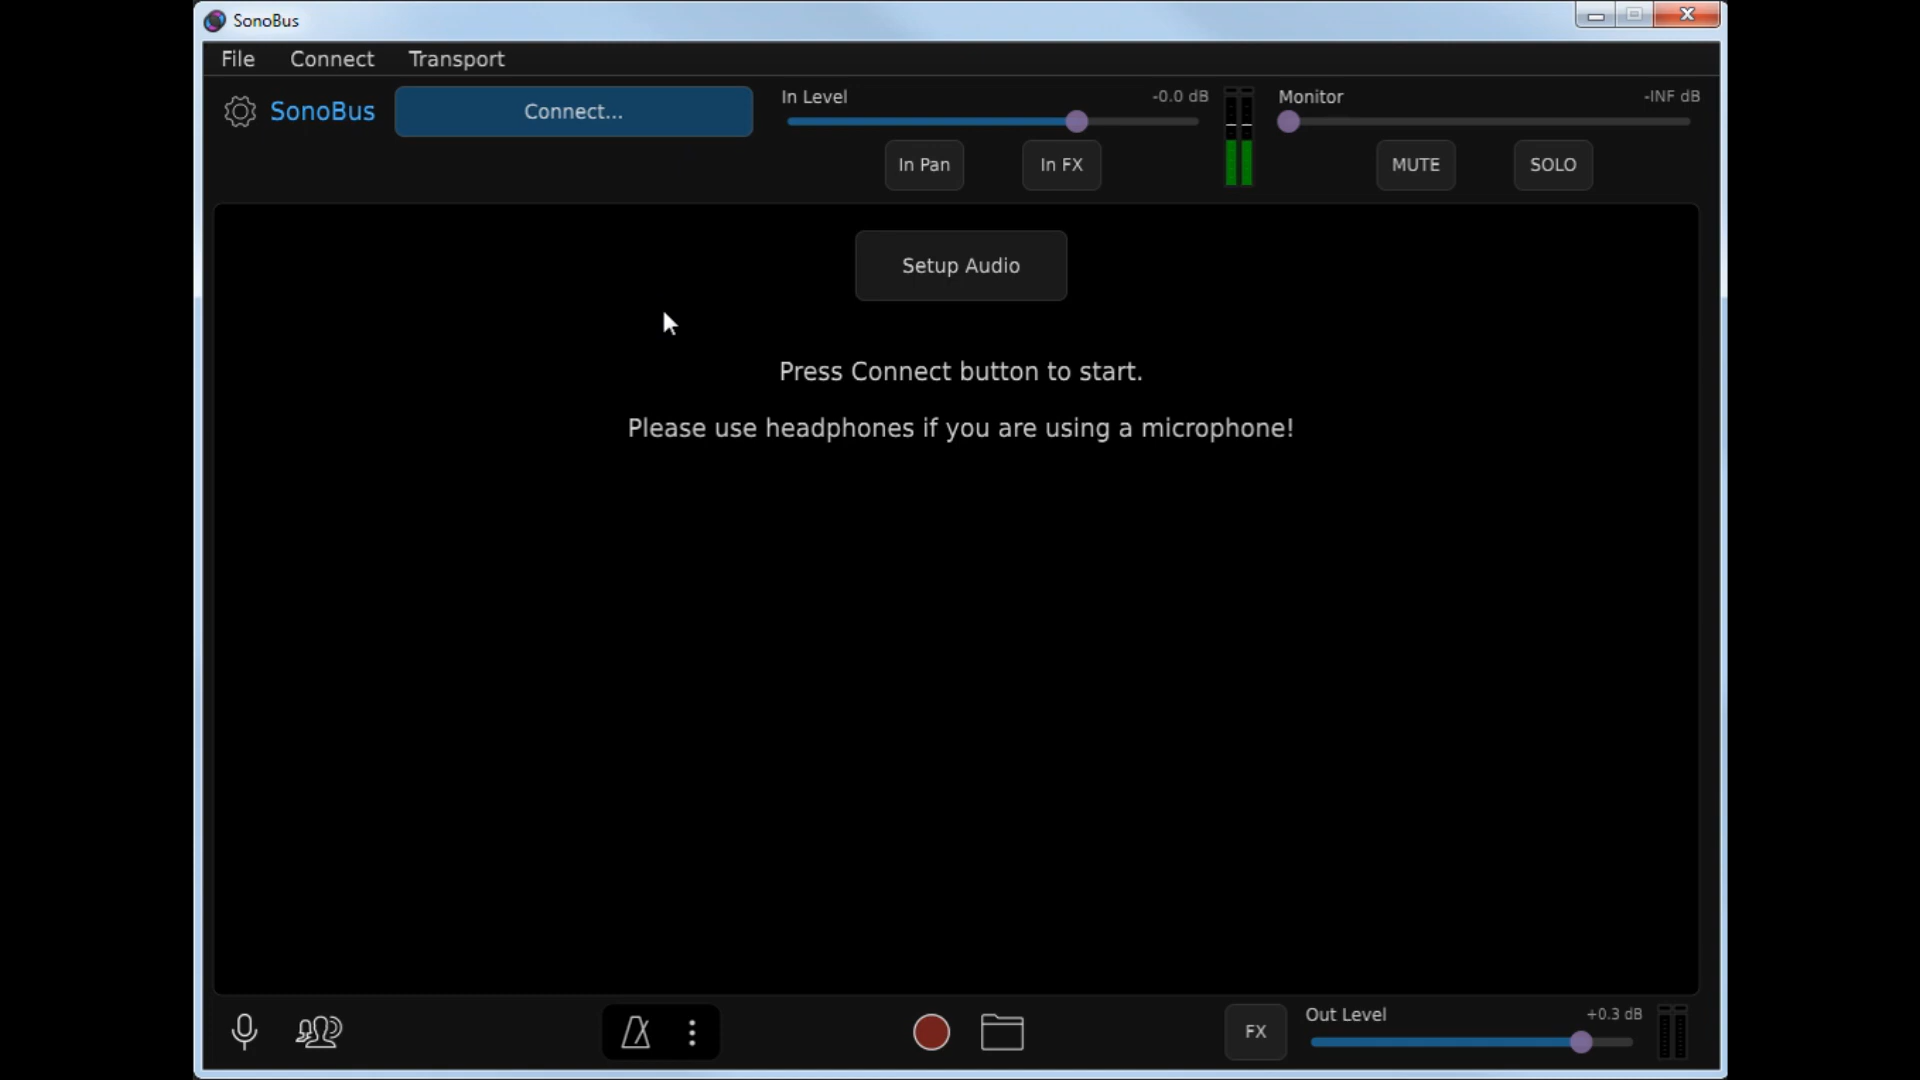 SonoBus
File Connect Transport
SonoBus
Connect...
In Level -0.0 dB
Monitor -INF dB
In Pan In FX
MUTE SOLO
Setup Audio
Press Connect button to start.
Please use headphones if you are using a microphone!
FX
Out Level +0.3 dB